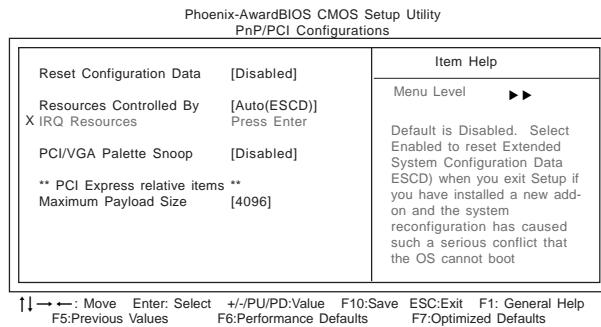 Phoenix-AwardBIOS CMOS Setup Utility
PnP/PCI Configurations
Reset Configuration Data [Disabled]
Resources Controlled By [Auto(ESCD)]
X IRQ Resources Press Enter
PCI/VGA Palette Snoop [Disabled]
** PCI Express relative items **
Maximum Payload Size [4096]
Item Help
Menu Level ►►
Default is Disabled. Select
Enabled to reset Extended
System Configuration Data
ESCD) when you exit Setup if
you have installed a new add-
on and the system
reconfiguration has caused
such a serious conflict that
the OS cannot boot
↑↓→←: Move Enter: Select +/-/PU/PD:Value F10:Save ESC:Exit F1: General Help
F5:Previous Values F6:Performance Defaults F7:Optimized Defaults